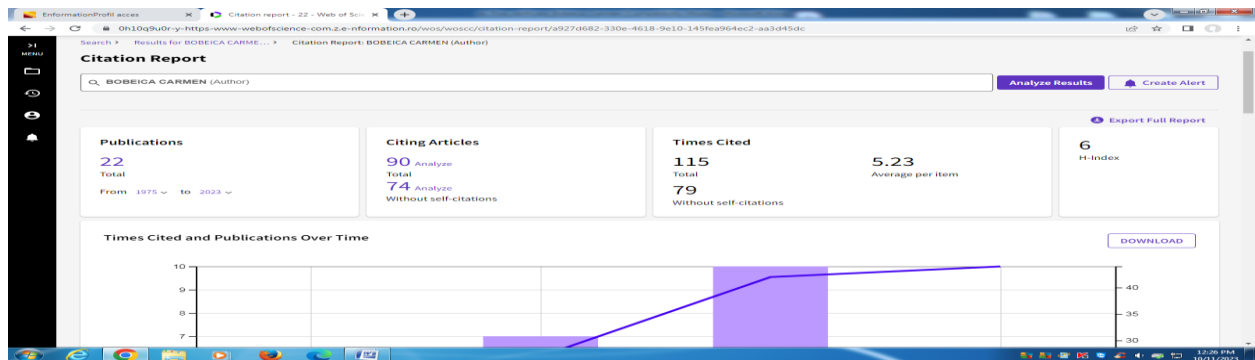 EnformationProfil acces
Citation report - 22 - Web of Sci
0h10q9u0r-y-https-www-webofscience-com.z.e-nformation.ro/wos/woscc/citation-report/a927d682-330e-4618-9e10-145fea964ec2-aa3d45dc
MENU
Search > Results for BOBEICA CARME... > Citation Report: BOBEICA CARMEN (Author)
Citation Report
BOBEICA CARMEN (Author)
Analyze Results
Create Alert
Export Full Report
Publications
22
Total
From 1975 to 2023
Citing Articles
90 Analyze
Total
74 Analyze
Without self-citations
Times Cited
115
Total
79
Without self-citations
5.23
Average per item
6
H-Index
Times Cited and Publications Over Time
DOWNLOAD
10
9
8
7
40
35
30
12:26 PM
10/11/2023